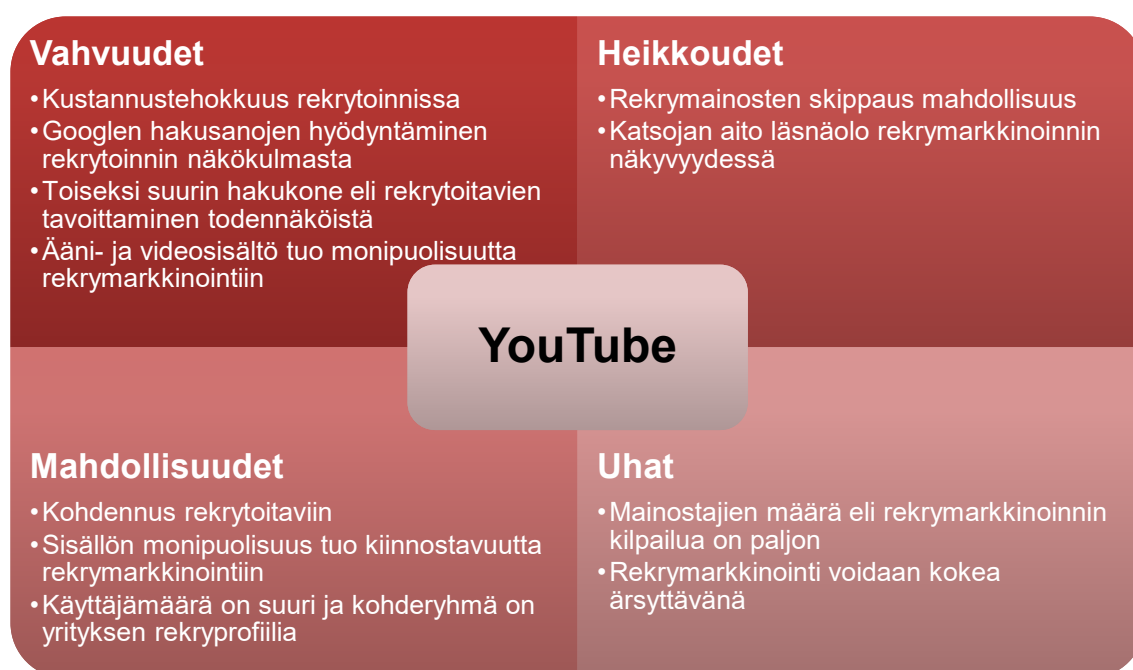 Vahvuudet
•Kustannustehokkuus rekrytoinnissa
•Googlen hakusanojen hyödyntäminen
rekrytoinnin näkökulmasta
•Toiseksi suurin hakukone eli rekrytoitavien
tavoittaminen todennäköistä
•Ääni- ja videosisältö tuo monipuolisuutta
rekrymarkkinointiin
Heikkoudet
•Rekrymainosten skippaus mahdollisuus
•Katsojan aito läsnäolo rekrymarkkinoinnin
näkyvyydessä
YouTube
Mahdollisuudet
•Kohdennus rekrytoitaviin
•Sisällön monipuolisuus tuo kiinnostavuutta
rekrymarkkinointiin
•Käyttäjämäärä on suuri ja kohderyhmä on
yrityksen rekryprofiilia
Uhat
•Mainostajien määrä eli rekrymarkkinoinnin
kilpailua on paljon
•Rekrymarkkinointi voidaan kokea
ärsyttävänä